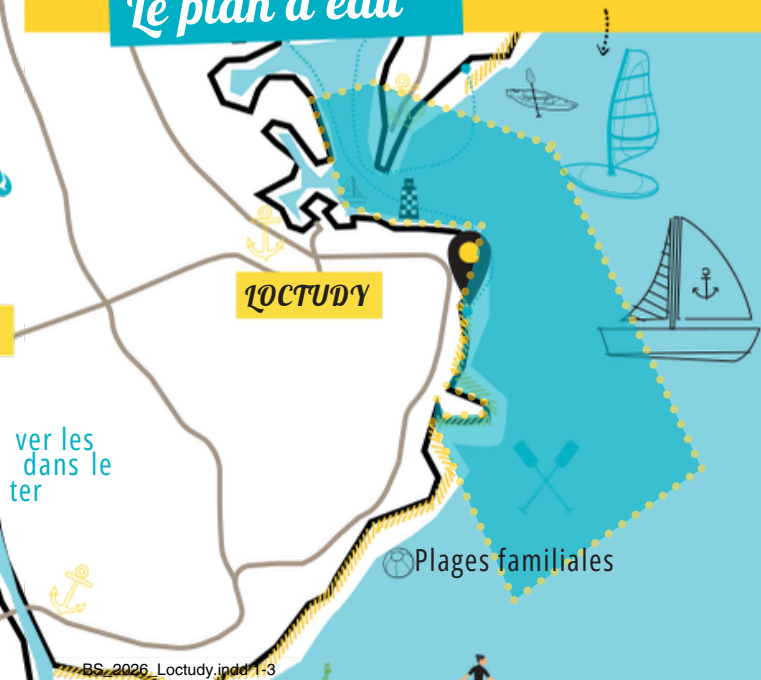 Le plan d'eau
LOCTUDY
ver les
dans le
ter
Plages familiales
BS_2026_Loctudy.indd 1-3